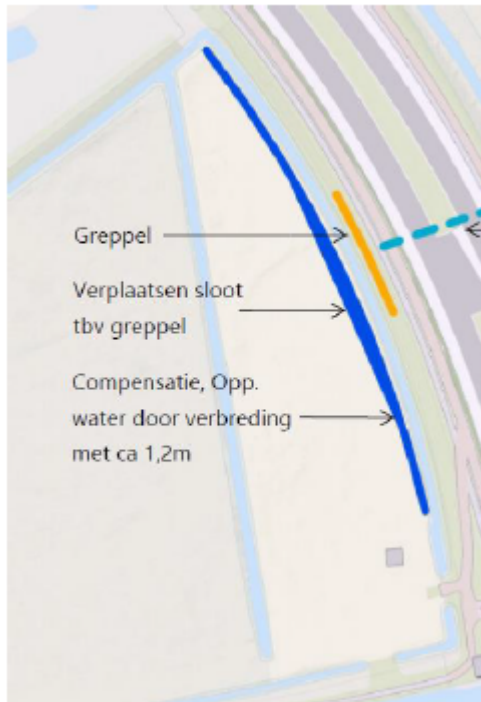 Greppel
Verplaatsen sloot
tbv greppel
Compensatie, Opp.
water door verbreding
met ca 1,2m